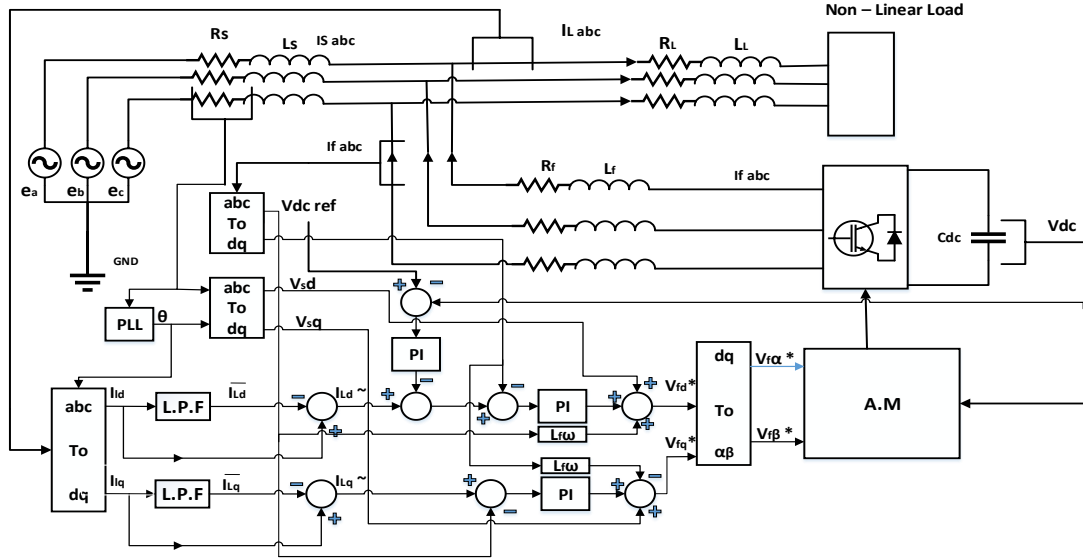 Non – Linear Load
Rs
Ls
IS abc
IL abc
RL
LL
ea
eb
ec
GND
If abc
abc
To
dq
Vdc ref
Rf
Lf
If abc
Cdc
Vdc
PLL
θ
abc
To
dq
Vsd
Vsq
PI
abc
To
dq
Ild
L.P.F
ILd
ILd ~
PI
Lfω
Vfd*
Ilq
L.P.F
ILq
ILq ~
Lfω
PI
Vfq*
dq
To
αβ
Vfα *
Vfβ *
A.M